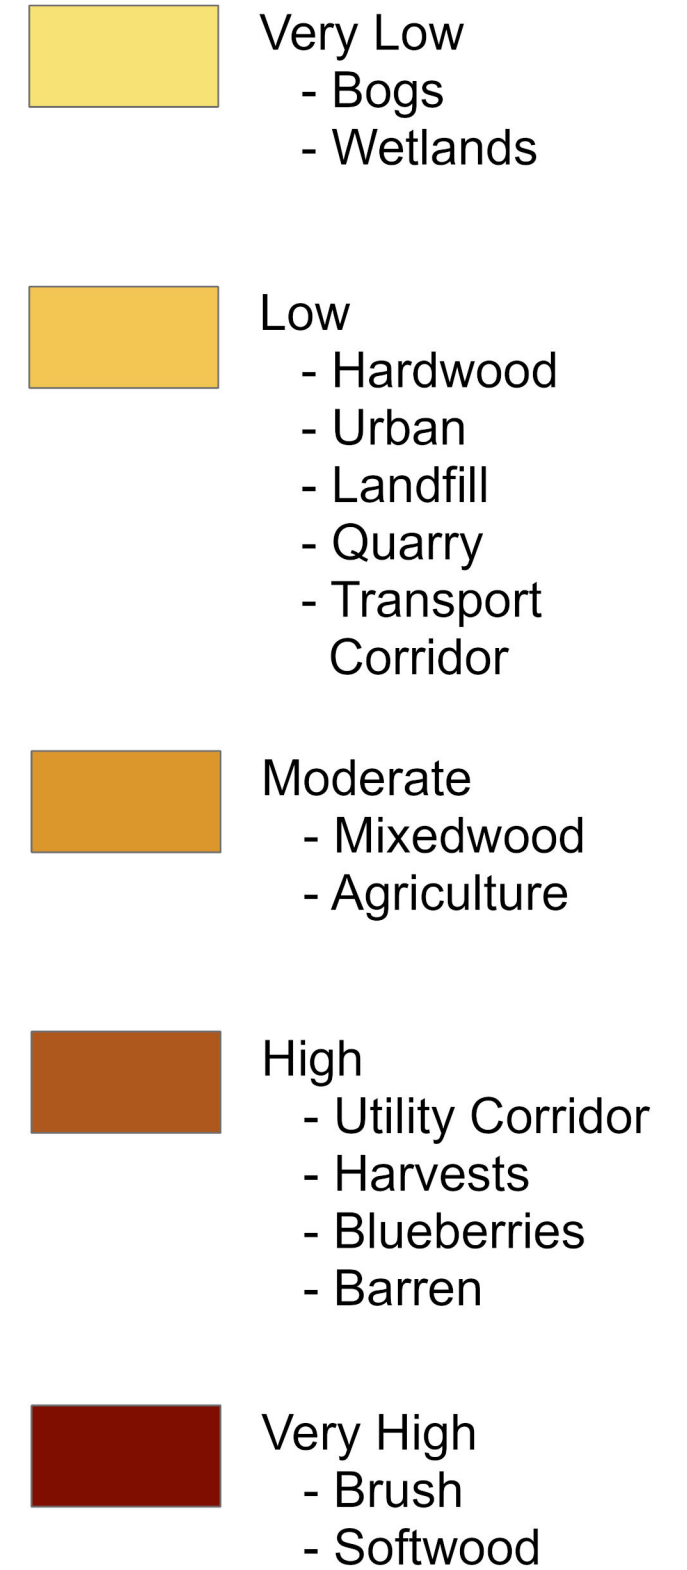 Very Low
- Bogs
- Wetlands
Low
- Hardwood
- Urban
- Landfill
- Quarry
- Transport
Corridor
Moderate
- Mixedwood
- Agriculture
High
- Utility Corridor
- Harvests
- Blueberries
- Barren
Very High
- Brush
- Softwood